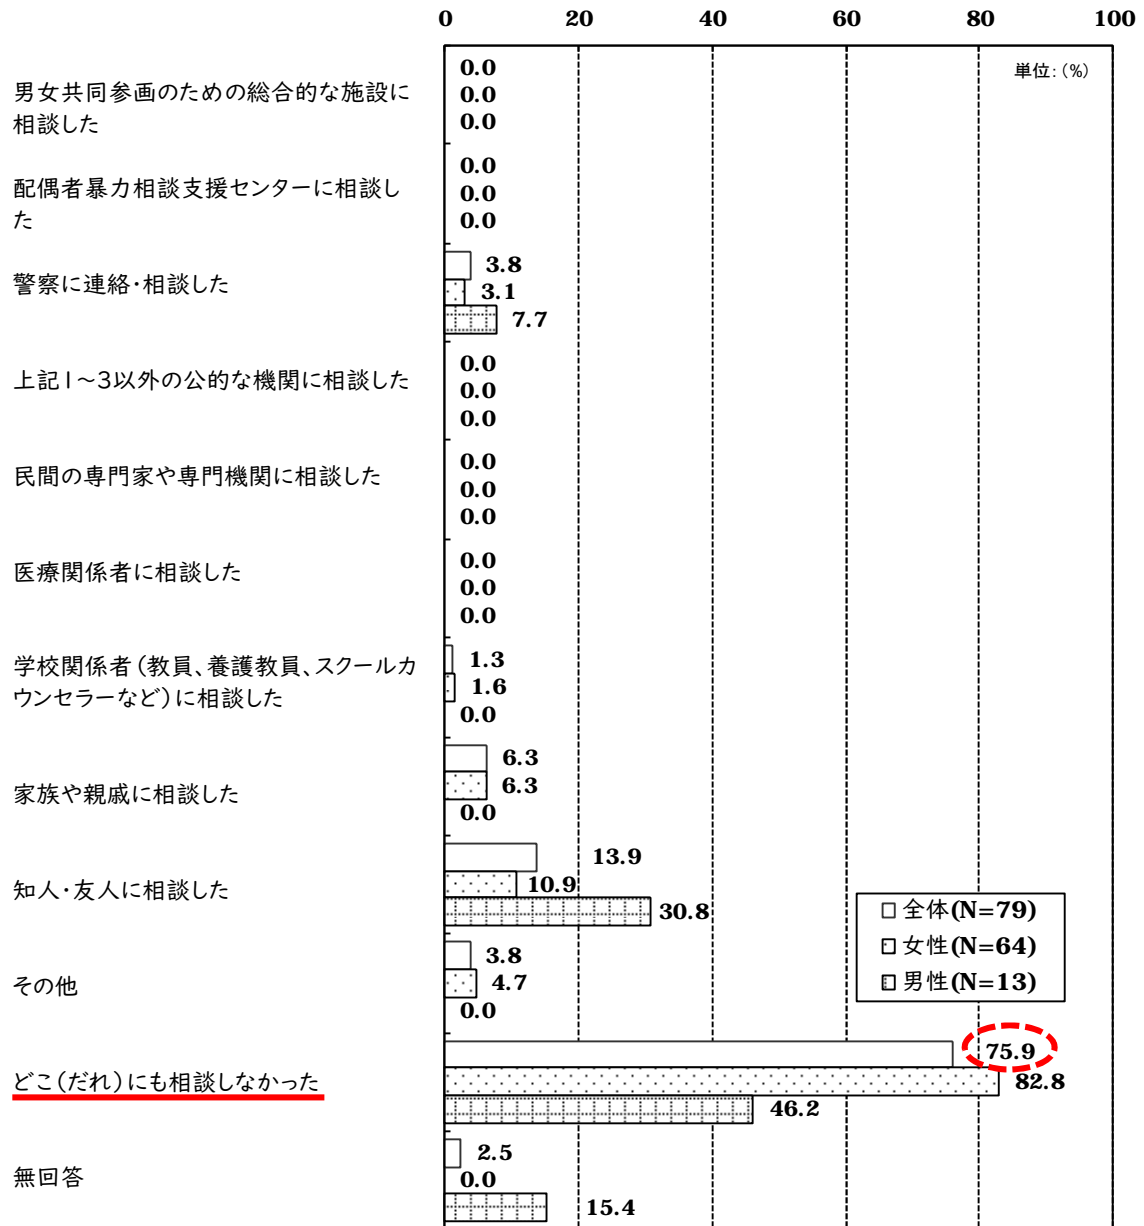 0 20 40 60 80 100
単位:(%)
男女共同参画のための総合的な施設に
相談した
0.0
0.0
0.0
配偶者暴力相談支援センターに相談し
た
0.0
0.0
0.0
警察に連絡・相談した
3.8
3.1
7.7
上記1～3以外の公的な機関に相談した
0.0
0.0
0.0
民間の専門家や専門機関に相談した
0.0
0.0
0.0
医療関係者に相談した
0.0
0.0
0.0
学校関係者(教員、養護教員、スクールカ
ウンセラーなど)に相談した
1.3
1.6
0.0
家族や親戚に相談した
6.3
6.3
0.0
知人・友人に相談した
13.9
10.9
30.8
その他
3.8
4.7
0.0
どこ(だれ)にも相談しなかった
75.9
82.8
46.2
無回答
2.5
0.0
15.4
全体(N=79)
女性(N=64)
男性(N=13)